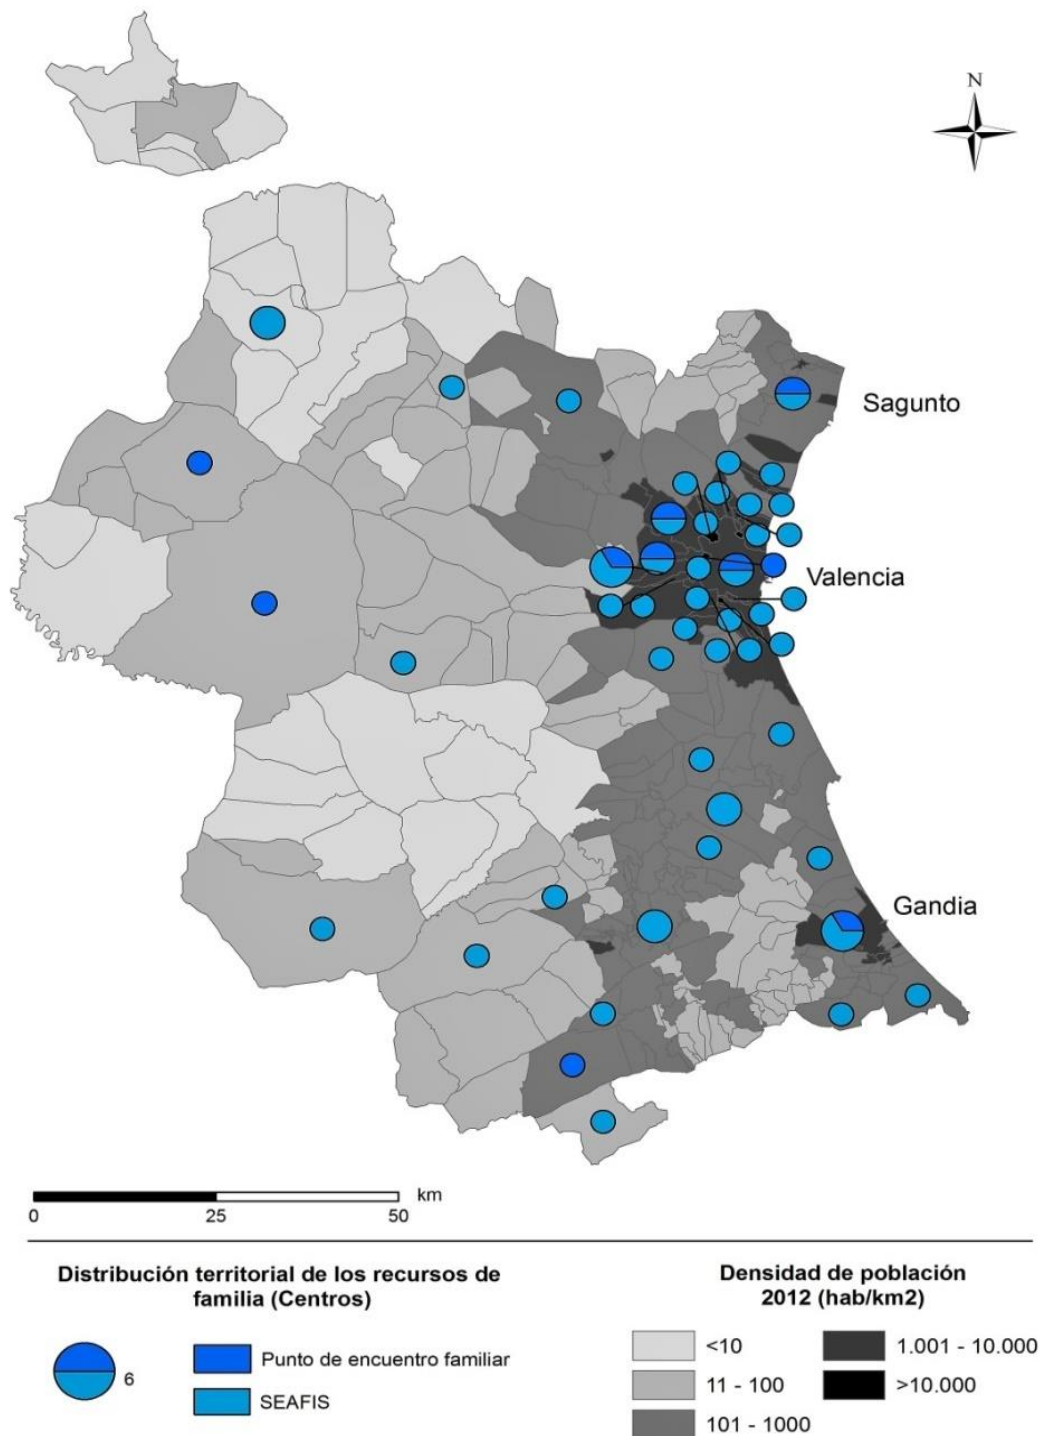 N
Sagunto
Valencia
Gandia
km
0 25 50
Distribución territorial de los recursos de
familia (Centros)
6
Punto de encuentro familiar
SEAFIS
Densidad de población
2012 (hab/km2)
<10
11 - 100
101 - 1000
1.001 - 10.000
>10.000